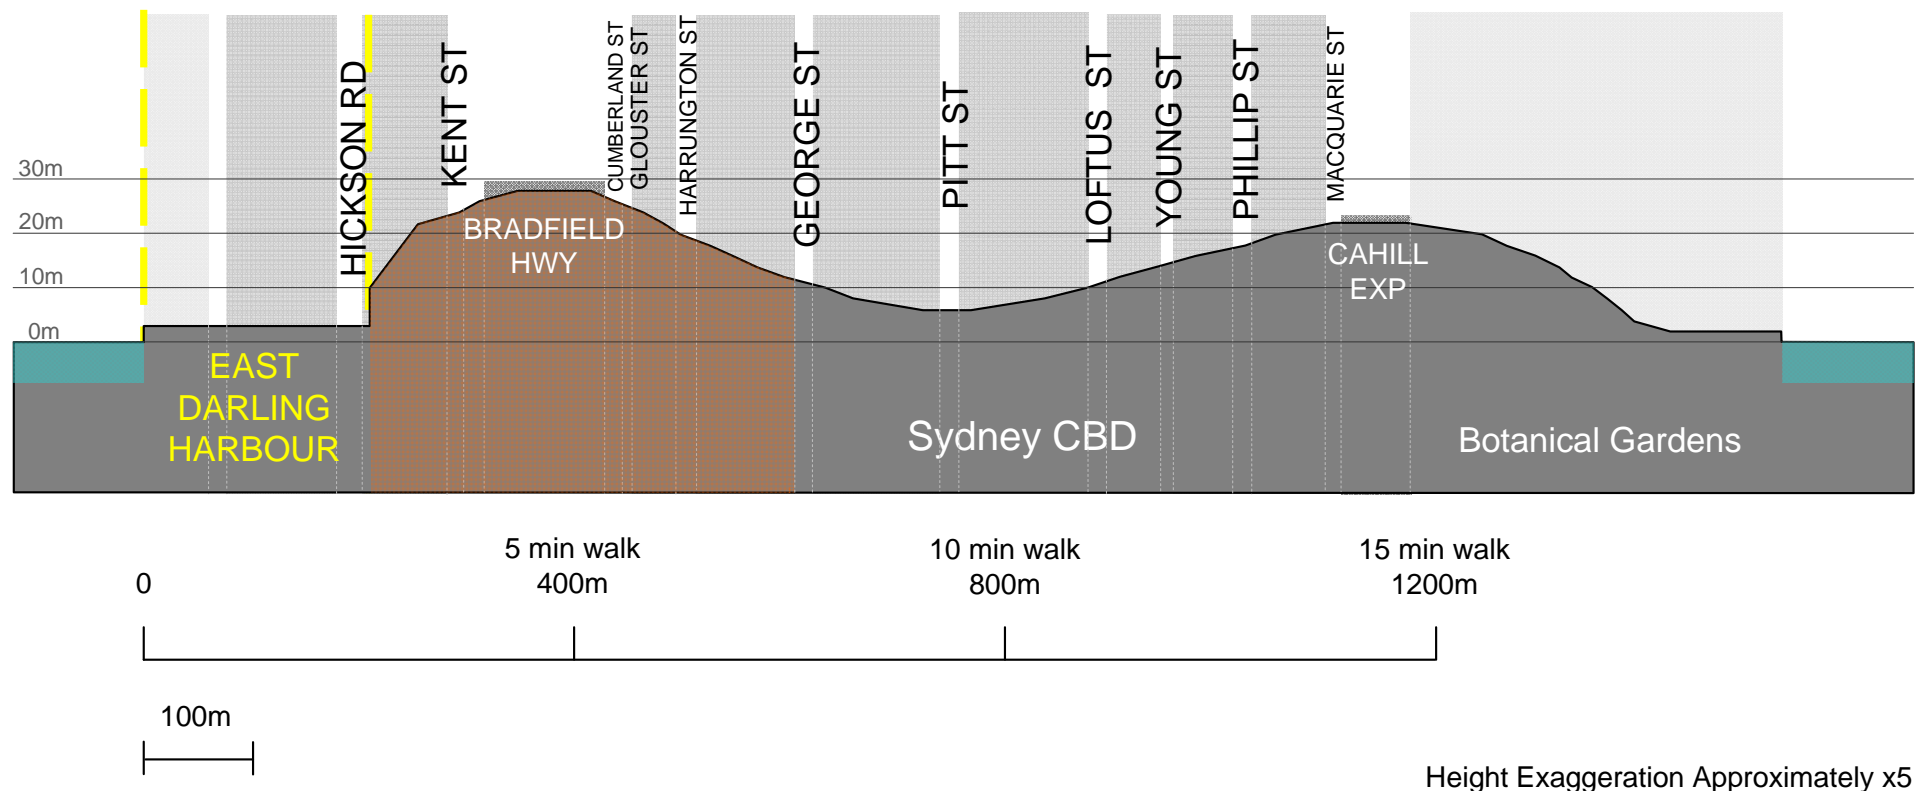 HICKSON RD
KENT ST
CUMBERLAND ST
GLOUSTER ST
HARRUNGTON ST
GEORGE ST
PITT ST
LOFTUS ST
YOUNG ST
PHILLIP ST
MACQUARIE ST
30m
20m
10m
0m
BRADFIELD
HWY
CAHILL
EXP
EAST
DARLING
HARBOUR
Sydney CBD
Botanical Gardens
5 min walk
10 min walk
15 min walk
0
400m
800m
1200m
100m
Height Exaggeration Approximately x5